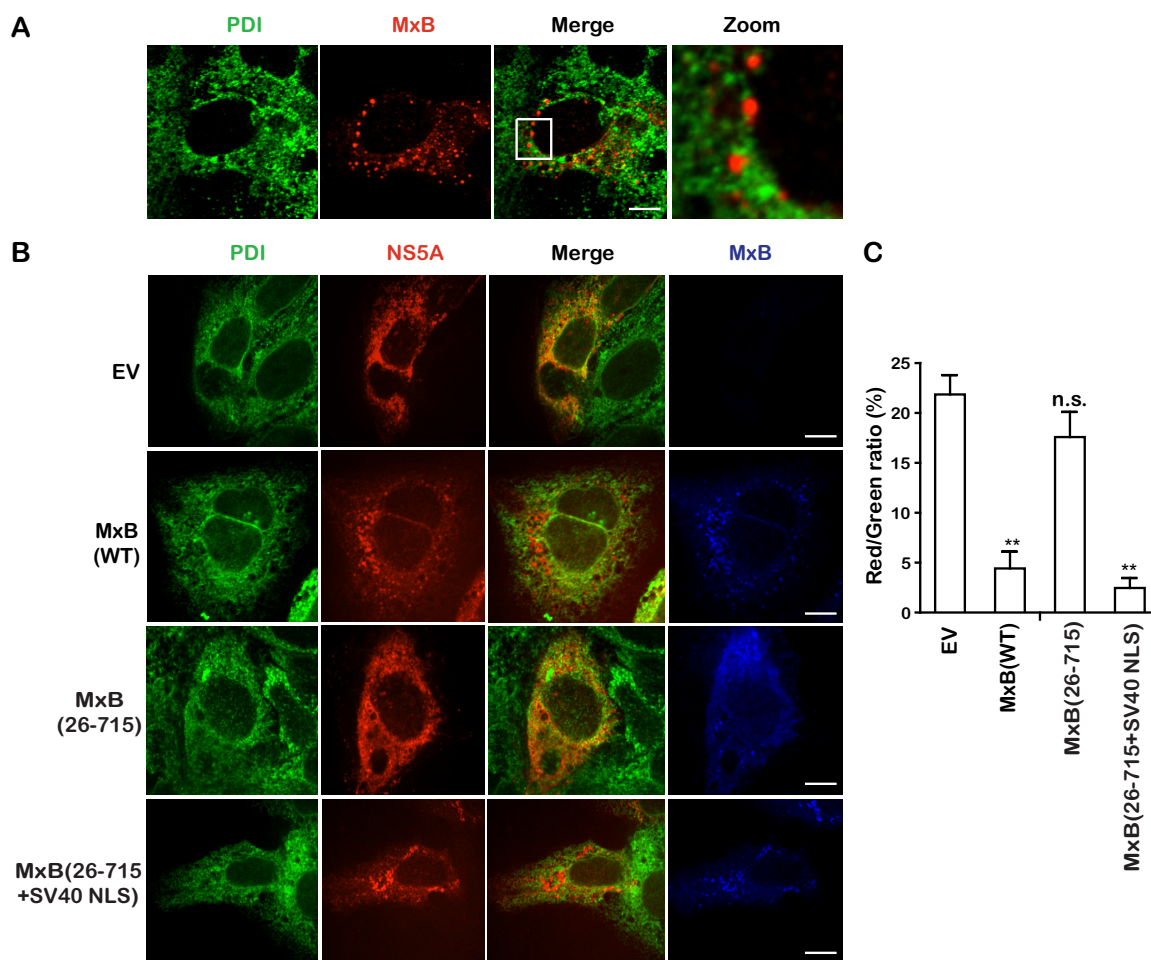 A
PDI MxB Merge Zoom
B
PDI NS5A Merge MxB
EV
MxB
(WT)
MxB
(26-715)
MxB(26-715
+SV40 NLS)
C
Red/Green ratio (%)
25
20
15
10
5
0
**
n.s.
**
EV
MxB(WT)
MxB(26-715)
MxB(26-715+SV40 NLS)